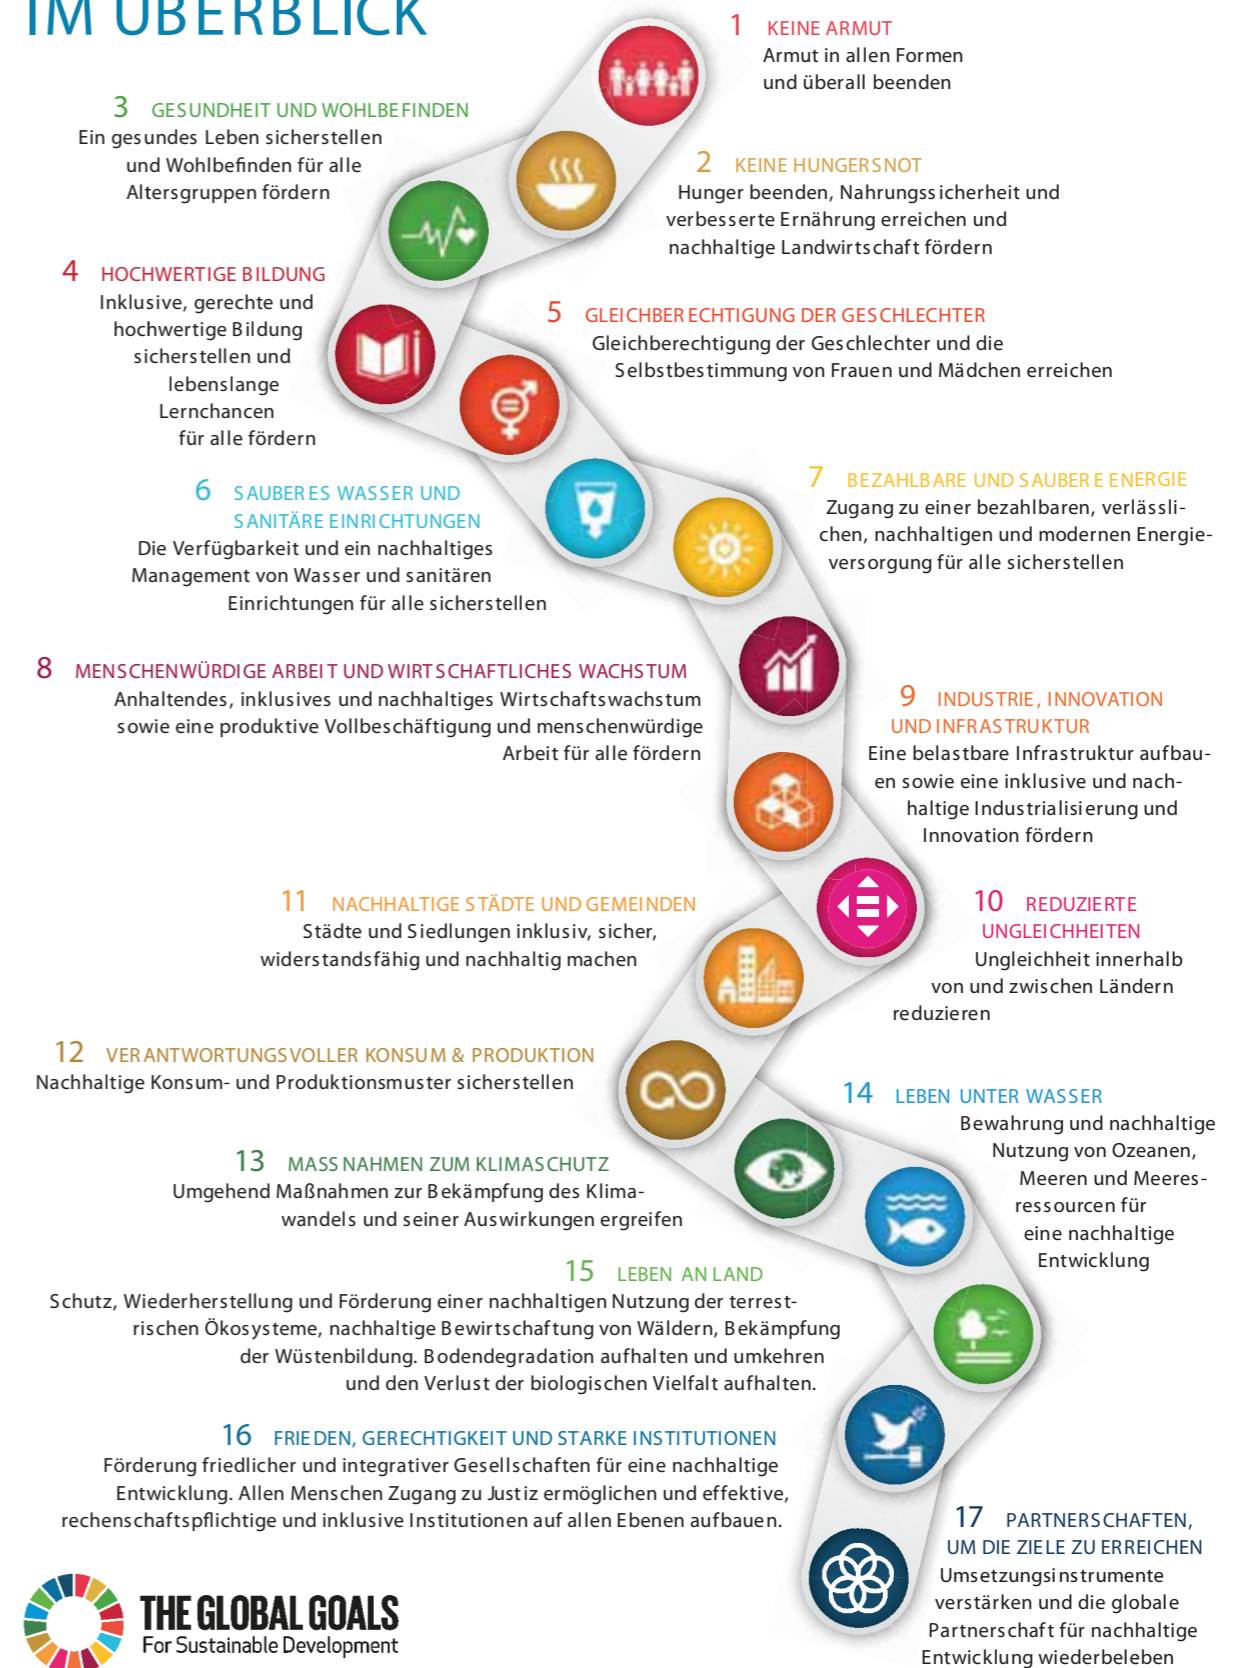 IM ÜBERBLICK
1 KEINE ARMUT
Armut in allen Formen
und überall beenden
2 KEINE HUNGERSNOT
Hunger beenden, Nahrungssicherheit und
verbesserte Ernährung erreichen und
nachhaltige Landwirtschaft fördern
3 GESUNDHEIT UND WOHLBEFINDEN
Ein gesundes Leben sicherstellen
und Wohlbefinden für alle
Altersgruppen fördern
4 HOCHWERTIGE BILDUNG
Inklusive, gerechte und
hochwertige Bildung
sicherstellen und
lebenslange
Lernchancen
für alle fördern
5 GLEICHBERECHTIGUNG DER GESCHLECHTER
Gleichberechtigung der Geschlechter und die
Selbstbestimmung von Frauen und Mädchen erreichen
6 SAUBERES WASSER UND
SANITÄRE EINRICHTUNGEN
Die Verfügbarkeit und ein nachhaltiges
Management von Wasser und sanitären
Einrichtungen für alle sicherstellen
7 BEZAHLBARE UND SAUBERE ENERGIE
Zugang zu einer bezahlbaren, verlässli-
chen, nachhaltigen und modernen Energie-
versorgung für alle sicherstellen
8 MENSCHENWÜRDIGE ARBEIT UND WIRTSCHAFTLICHES WACHSTUM
Anhaltendes, inklusives und nachhaltiges Wirtschaftswachstum
sowie eine produktive Vollbeschäftigung und menschenwürdige
Arbeit für alle fördern
9 INDUSTRIE, INNOVATION
UND INFRASTRUKTUR
Eine belastbare Infrastruktur aufbau-
en sowie eine inklusive und nach-
haltige Industrialisierung und
Innovation fördern
10 REDUZIERTE
UNGLEICHHEITEN
Ungleichheit innerhalb
von und zwischen Ländern
reduzieren
11 NACHHALTIGE STÄDTE UND GEMEINDEN
Städte und Siedlungen inklusiv, sicher,
widerstandsfähig und nachhaltig machen
12 VERANTWORTUNGSVOLLER KONSUM & PRODUKTION
Nachhaltige Konsum- und Produktionsmuster sicherstellen
13 MASSNAHMEN ZUM KLIMASCHUTZ
Umgehend Maßnahmen zur Bekämpfung des Klima-
wandels und seiner Auswirkungen ergreifen
14 LEBEN UNTER WASSER
Bewahrung und nachhaltige
Nutzung von Ozeanen,
Meeren und Meeres-
ressourcen für
eine nachhaltige
Entwicklung
15 LEBEN AN LAND
Schutz, Wiederherstellung und Förderung einer nachhaltigen Nutzung der terrest-
rischen Ökosysteme, nachhaltige Bewirtschaftung von Wäldern, Bekämpfung
der Wüstenbildung. Bodendegradation aufhalten und umkehren
und den Verlust der biologischen Vielfalt aufhalten.
16 FRIEDEN, GERECHTIGKEIT UND STARKE INSTITUTIONEN
Förderung friedlicher und integrativer Gesellschaften für eine nachhaltige
Entwicklung. Allen Menschen Zugang zu Justiz ermöglichen und effektive,
rechenschaftspflichtige und inklusive Institutionen auf allen Ebenen aufbauen.
17 PARTNERSCHAFTEN,
UM DIE ZIELE ZU ERREICHEN
Umsetzungsinstrumente
verstärken und die globale
Partnerschaft für nachhaltige
Entwicklung wiederbeleben
THE GLOBAL GOALS
For Sustainable Development